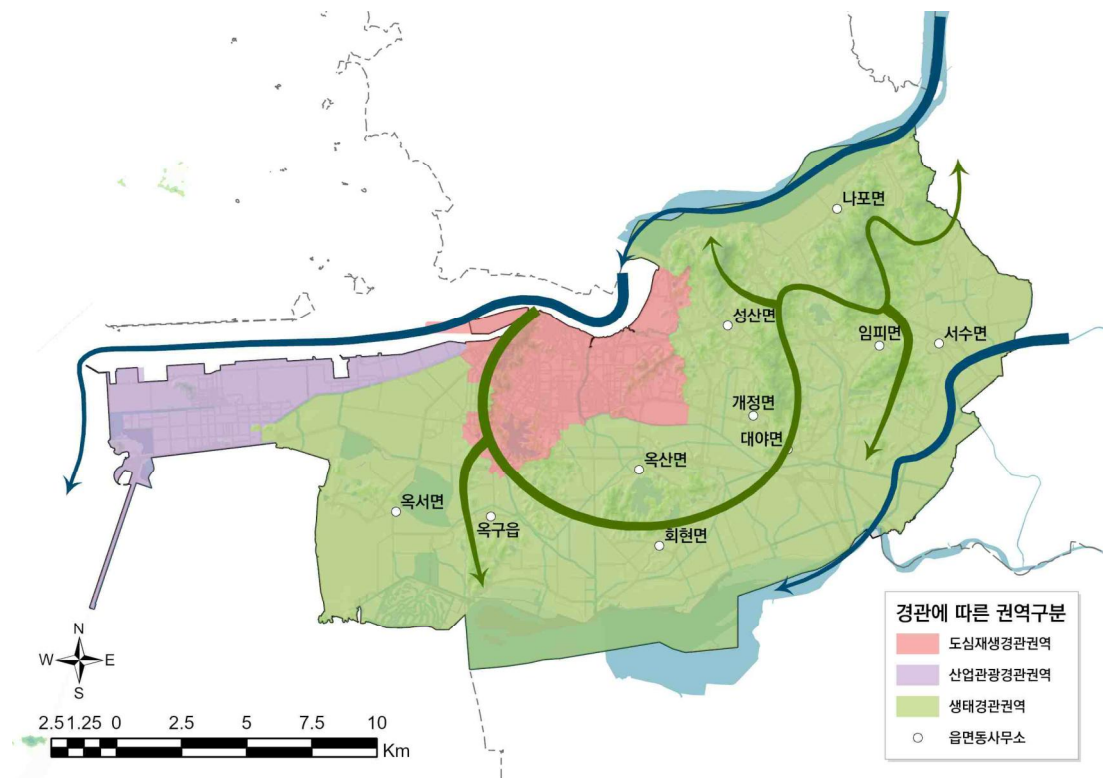 나포면
성산면
임피면
서수면
개정면
대야면
옥산면
옥서면
옥구읍
회현면
경관에 따른 권역구분
도심재생경관권역
산업관광경관권역
생태경관권역
읍면동사무소
N
W E
S
2.5 1.25 0 2.5 5 7.5 10
Km